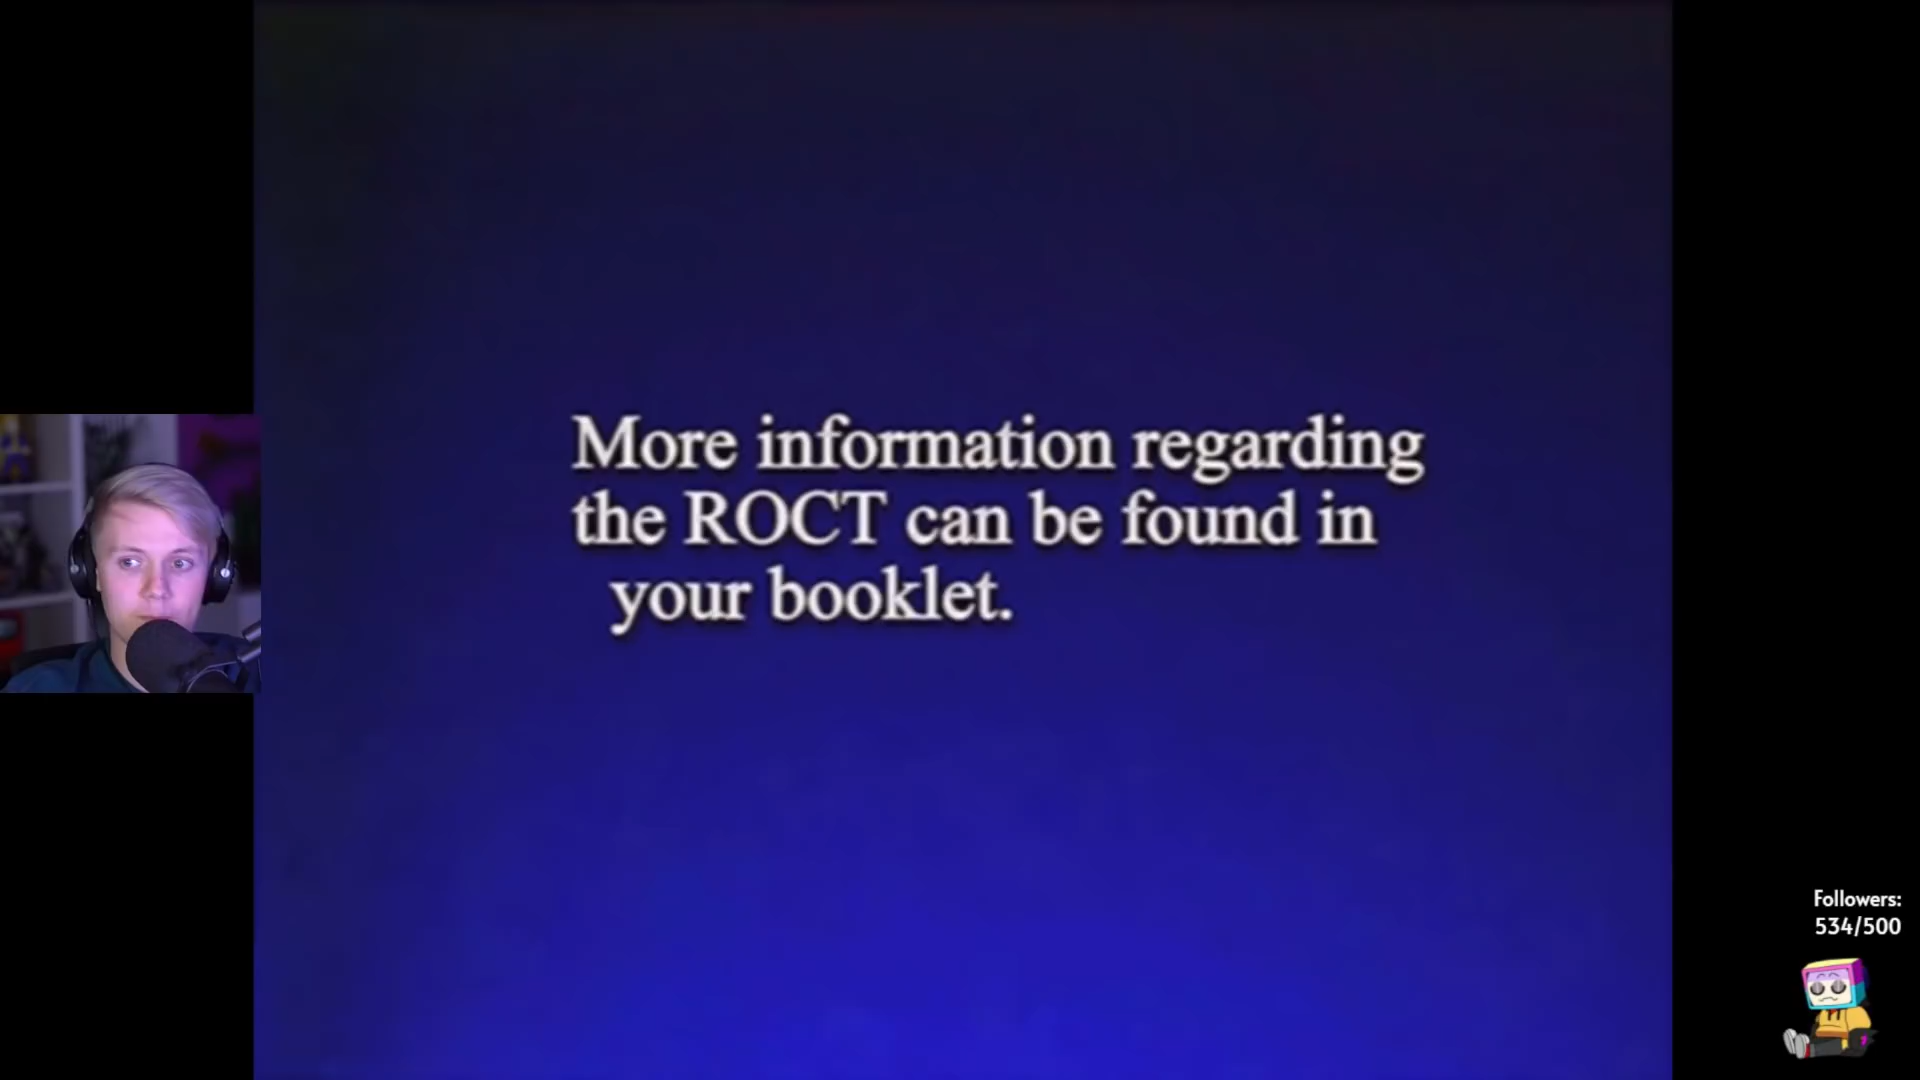 More information regarding
the ROCT can be found in
your booklet.
Followers:
534/500